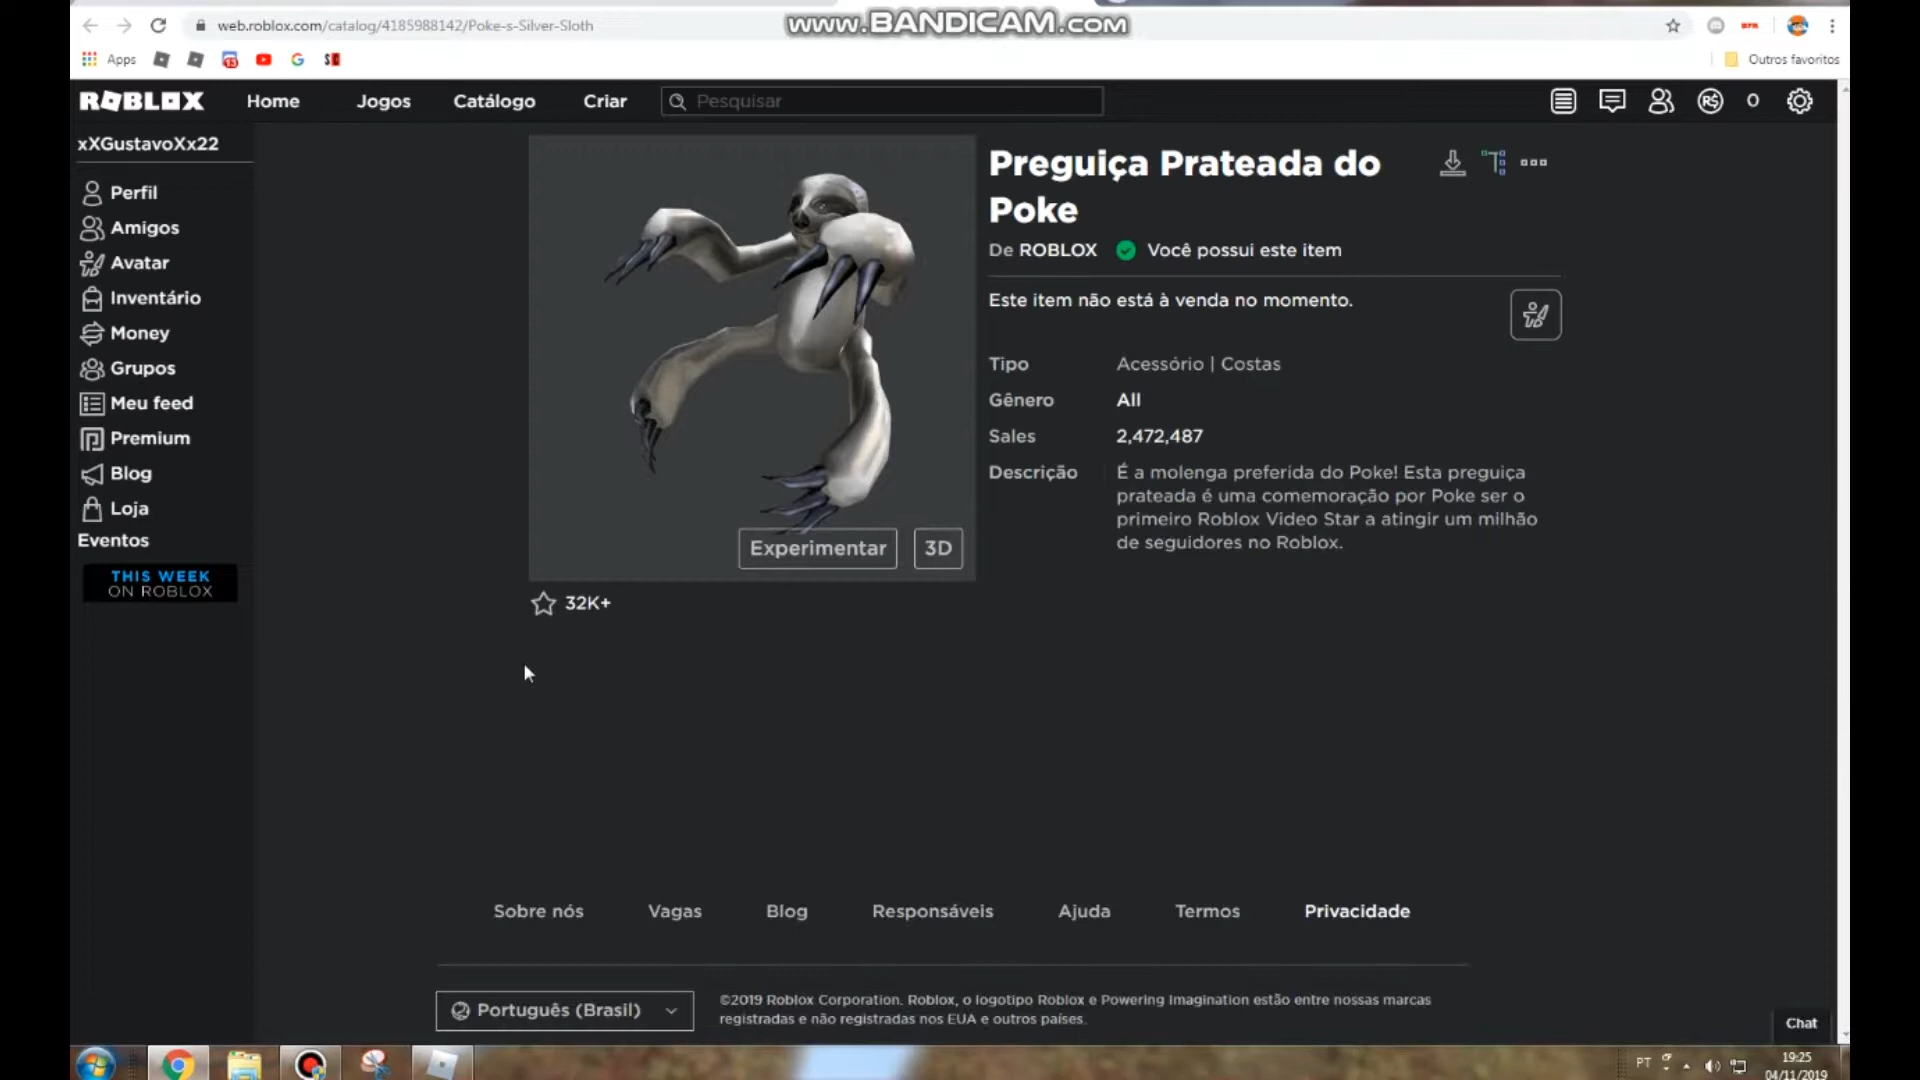 web.roblox.com/catalog/4185988142/Poke-s-Silver-Sloth
www.BANDICAM.com
Apps
13
Outros favoritos
ROBLOX
Home
Jogos
Catálogo
Criar
Pesquisar
R$
0
xXGustavoXx22
Perfil
Amigos
Avatar
Inventário
Money
Grupos
Meu feed
Premium
Blog
Loja
Eventos
THIS WEEK
ON ROBLOX
Experimentar
3D
32K+
Preguiça Prateada do
Poke
De ROBLOX
Você possui este item
Este item não está à venda no momento.
Tipo
Acessório | Costas
Gênero
All
Sales
2,472,487
Descrição
É a molenga preferida do Poke! Esta preguiça
prateada é uma comemoração por Poke ser o
primeiro Roblox Video Star a atingir um milhão
de seguidores no Roblox.
Sobre nós
Vagas
Blog
Responsáveis
Ajuda
Termos
Privacidade
Português (Brasil)
©2019 Roblox Corporation. Roblox, o logotipo Roblox e Powering Imagination estão entre nossas marcas
registradas e não registradas nos EUA e outros países.
Chat
PT
19:25
04/11/2019